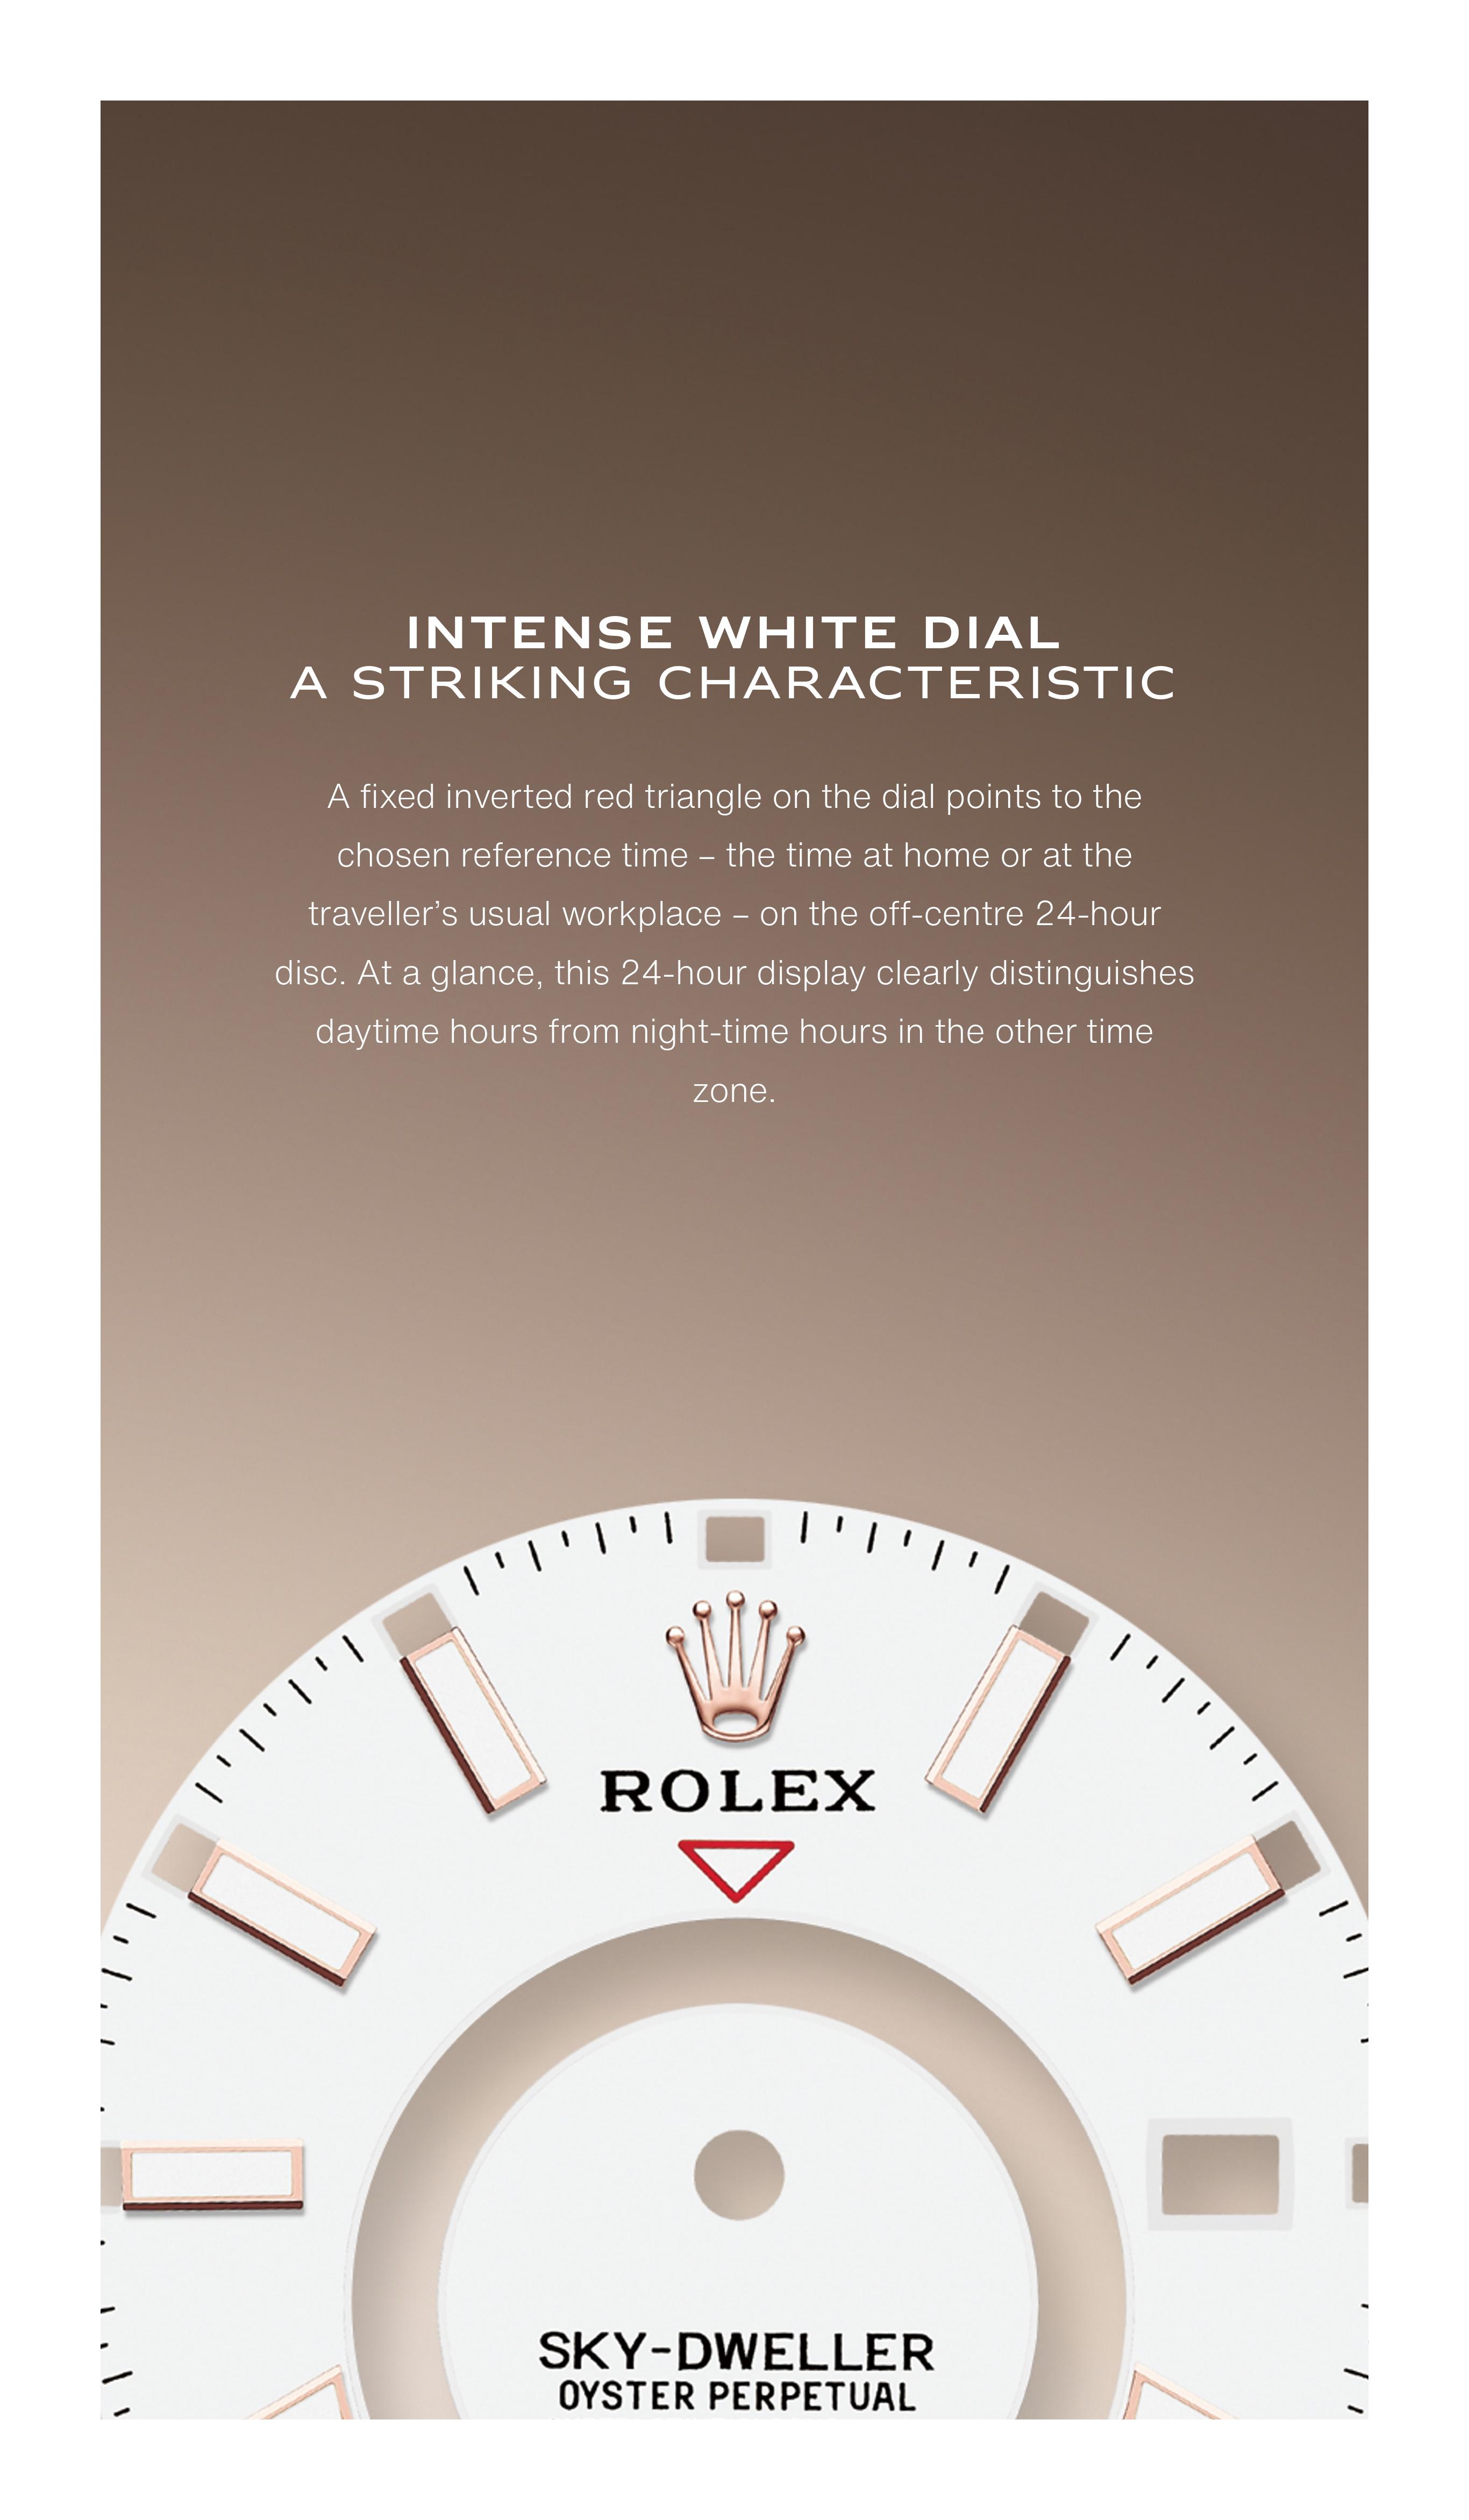 INTENSE WHITE DIAL
A STRIKING CHARACTERISTIC
A fixed inverted red triangle on the dial points to the
chosen reference time – the time at home or at the
traveller’s usual workplace – on the off-centre 24-hour
disc. At a glance, this 24-hour display clearly distinguishes
daytime hours from night-time hours in the other time
zone.
ROLEX
SKY-DWELLER
OYSTER PERPETUAL